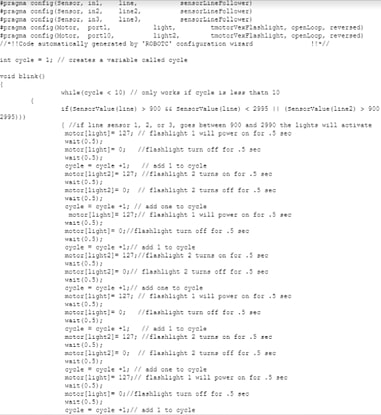 #pragma config(Sensor, in1, line, sensorLineFollower)
#pragma config(Sensor, in2, line2, sensorLineFollower)
#pragma config(Sensor, in3, line3, sensorLineFollower)
#pragma config(Motor, port1, light, tmotorVexFlashlight, openLoop, reversed)
#pragma config(Motor, port10, light2, tmotorVexFlashlight, openLoop, reversed)
//*!!Code automatically generated by 'ROBOTC' configuration wizard !!*//
int cycle = 1; // creates a variable called cycle
void blink()
{
while(cycle < 10) // only works if cycle is less thatn 10
{
if(SensorValue(line) > 900 && SensorValue(line) < 2995 || (SensorValue(line2) > 900
2995)))
{ //if line sensor 1, 2, or 3, goes between 900 and 2990 the lights will activate
motor[light]= 127; // flashlight 1 will power on for .5 sec
wait(0.5);
motor[light]= 0; //flashlight turn off for .5 sec
wait(0.5);
cycle = cycle +1; // add 1 to cycle
motor[light2]= 127; // flashlight 2 turns on for .5 sec
wait(0.5);
motor[light2]= 0; // flashlight 2 turns off for .5 sec
wait(0.5);
cycle = cycle +1; // add one to cycle
motor[light]= 127;// flashlight 1 will power on for .5 sec
wait(0.5);
motor[light]= 0;//flashlight turn off for .5 sec
wait(0.5);
cycle = cycle +1;// add 1 to cycle
motor[light2]= 127;//flashlight 2 turns on for .5 sec
wait(0.5);
motor[light2]= 0;// flashlight 2 turns off for .5 sec
wait(0.5);
cycle = cycle +1;// add one to cycle
motor[light]= 127; // flashlight 1 will power on for .5 sec
wait(0.5);
motor[light]= 0; //flashlight turn off for .5 sec
wait(0.5);
cycle = cycle +1; // add 1 to cycle
motor[light2]= 127; //flashlight 2 turns on for .5 sec
wait(0.5);
motor[light2]= 0; // flashlight 2 turns off for .5 sec
wait(0.5);
cycle = cycle +1; // add one to cycle
motor[light]= 127;// flashlight 1 will power on for .5 sec
wait(0.5);
motor[light]= 0;//flashlight turn off for .5 sec
wait(0.5);
cycle = cycle +1;// add 1 to cycle